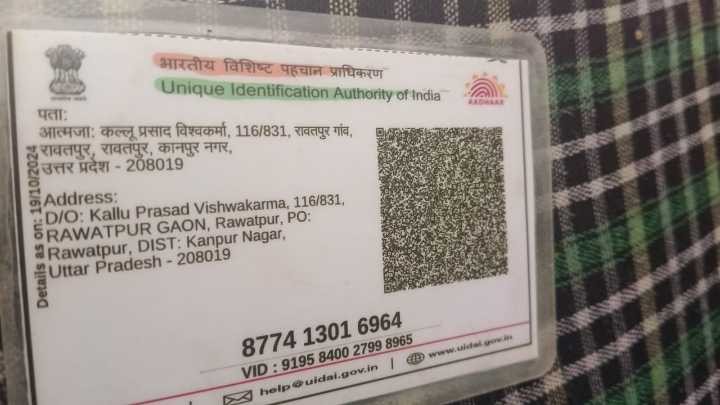 भारतीय विशिष्ट पहचान प्राधिकरण
Unique Identification Authority of India
AADHAAR
पता:
आत्मजा: कल्लू प्रसाद विश्वकर्मा, 116/831, रावतपुर गांव,
रावतपुर, रावतपुर, कानपुर नगर,
उत्तर प्रदेश - 208019
Address:
D/O: Kallu Prasad Vishwakarma, 116/831,
RAWATPUR GAON, Rawatpur, PO:
Rawatpur, DIST: Kanpur Nagar,
Uttar Pradesh - 208019
Details as on: 19/10/2024
8774 1301 6964
VID : 9195 8400 2799 8965
help@uidai.gov.in | www.uidai.gov.in